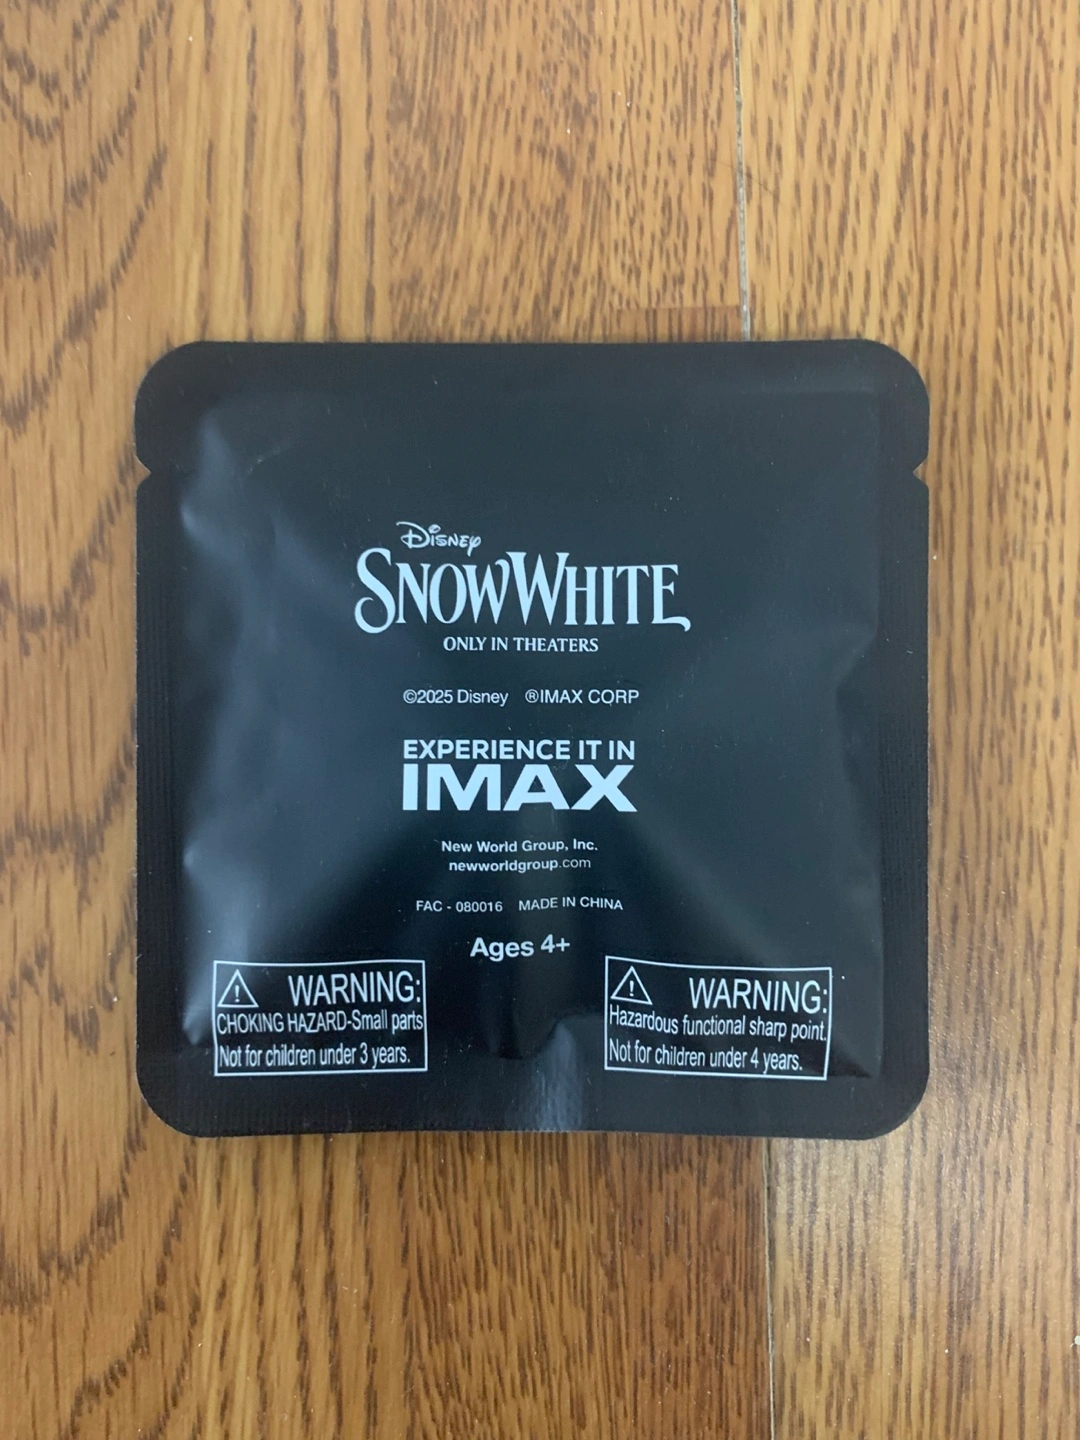 Disney
SNOW WHITE
ONLY IN THEATERS
©2025 Disney ®IMAX CORP
EXPERIENCE IT IN
IMAX
New World Group, Inc.
newworldgroup.com
FAC - 080016 MADE IN CHINA
Ages 4+
WARNING:
CHOKING HAZARD-Small parts
Not for children under 3 years.
WARNING:
Hazardous functional sharp point.
Not for children under 4 years.